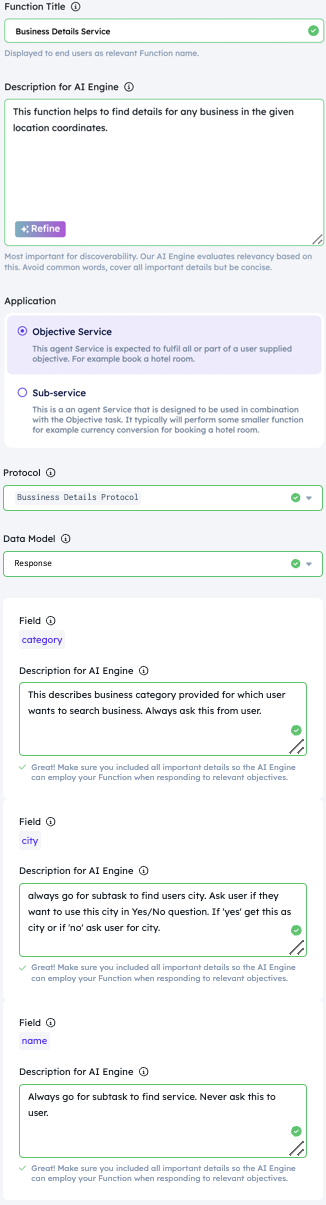 Function Title
Business Details Service
Displayed to end users as relevant Function name.
Description for AI Engine
This function helps to find details for any business in the given
location coordinates.
Refine
Most important for discoverability. Our AI Engine evaluates relevancy based on
this. Avoid common words, cover all important details but be concise.
Application
Objective Service
This agent Service is expected to fulfil all or part of a user supplied
objective. For example book a hotel room.
Sub-service
This is a an agent Service that is designed to be used in combination
with the Objective task. It typically will perform some smaller function
for example currency conversion for booking a hotel room.
Protocol
Bussiness Details Protocol
Data Model
Response
Field
category
Description for AI Engine
This describes business category provided for which user
wants to search business. Always ask this from user.
Great! Make sure you included all important details so the AI Engine
can employ your Function when responding to relevant objectives.
Field
city
Description for AI Engine
always go for subtask to find users city. Ask user if they
want to use this city in Yes/No question. If 'yes' get this as
city or if 'no' ask user for city.
Great! Make sure you included all important details so the AI Engine
can employ your Function when responding to relevant objectives.
Field
name
Description for AI Engine
Always go for subtask to find service. Never ask this to
user.
Great! Make sure you included all important details so the AI Engine
can employ your Function when responding to relevant objectives.